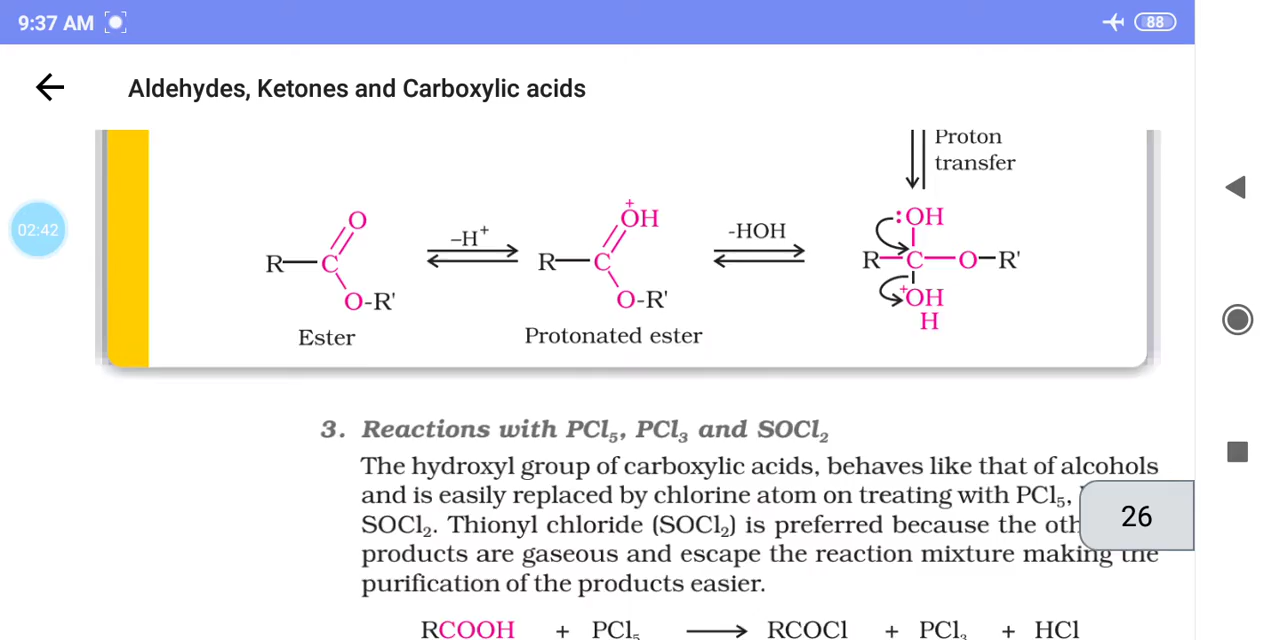 9:37 AM
88
Aldehydes, Ketones and Carboxylic acids
02:42
Proton
transfer
O
R—C
O-R'
Ester
–H⁺
+
OH
R—C
O-R'
Protonated ester
-HOH
:OH
R—C—O—R'
+OH
H
3. Reactions with PCl₅, PCl₃ and SOCl₂
The hydroxyl group of carboxylic acids, behaves like that of alcohols
and is easily replaced by chlorine atom on treating with PCl₅,
SOCl₂. Thionyl chloride (SOCl₂) is preferred because the
26
products are gaseous and escape the reaction mixture making the
purification of the products easier.
RCOOH + PCl₅ ⟶ RCOCl + PCl₃ + HCl